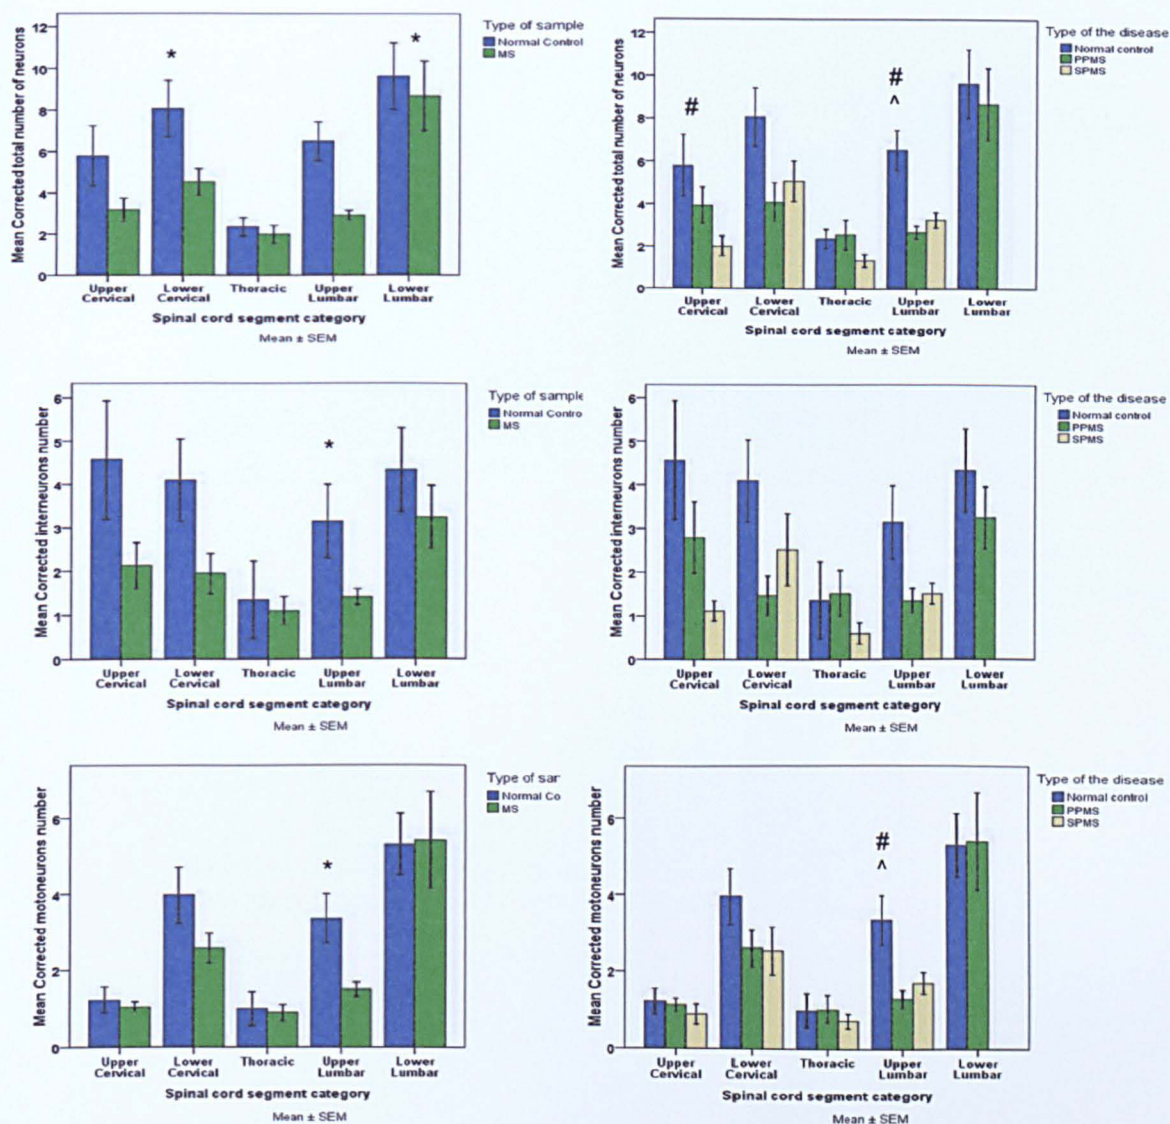 Mean Corrected total number of neurons
12
10
8
6
4
2
0
*
*
Type of sample
Normal Control
MS
Upper Cervical
Lower Cervical
Thoracic
Upper Lumbar
Lower Lumbar
Spinal cord segment category
Mean ± SEM
Mean Corrected total number of neurons
12
10
8
6
4
2
0
#
#
^
Type of the disease
Normal control
PPMS
SPMS
Upper Cervical
Lower Cervical
Thoracic
Upper Lumbar
Lower Lumbar
Spinal cord segment category
Mean ± SEM
Mean Corrected interneurons number
6
5
4
3
2
1
0
*
Type of sample
Normal Contro
MS
Upper Cervical
Lower Cervical
Thoracic
Upper Lumbar
Lower Lumbar
Spinal cord segment category
Mean ± SEM
Mean Corrected interneurons number
6
5
4
3
2
1
0
Type of the disease
Normal control
PPMS
SPMS
Upper Cervical
Lower Cervical
Thoracic
Upper Lumbar
Lower Lumbar
Spinal cord segment category
Mean ± SEM
Mean Corrected motoneurons number
6
4
2
0
*
Type of sar
Normal Co
MS
Upper Cervical
Lower Cervical
Thoracic
Upper Lumbar
Lower Lumbar
Spinal cord segment category
Mean ± SEM
Mean Corrected motoneurons number
6
4
2
0
#
^
Type of the disease
Normal control
PPMS
SPMS
Upper Cervical
Lower Cervical
Thoracic
Upper Lumbar
Lower Lumbar
Spinal cord segment category
Mean ± SEM